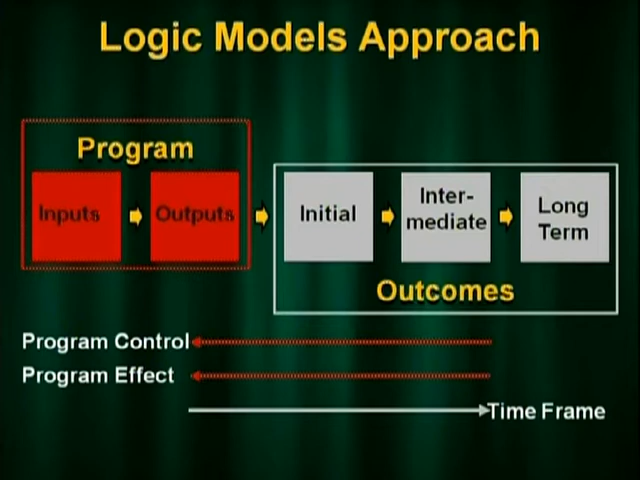 Logic Models Approach
Program
Inputs
Outputs
Initial
Inter-
mediate
Long
Term
Outcomes
Program Control
Program Effect
Time Frame